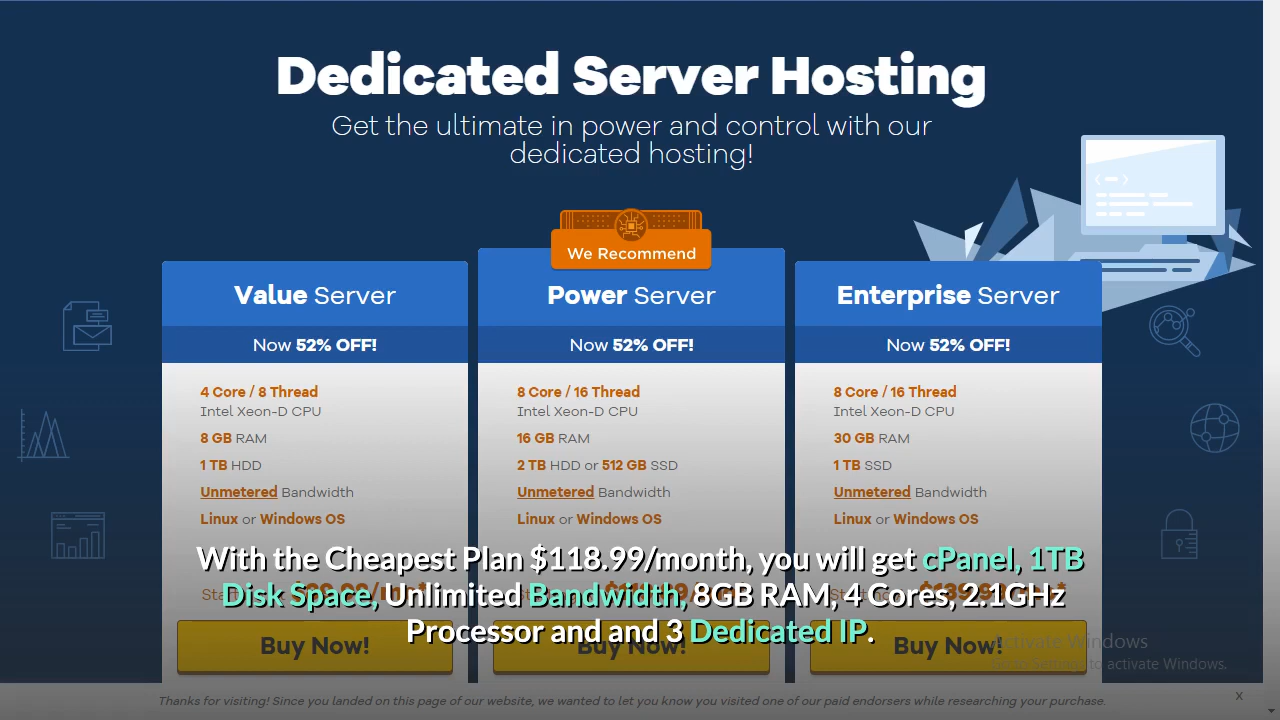 Dedicated Server Hosting
Get the ultimate in power and control with our
dedicated hosting!
We Recommend
Value Server
Now 52% OFF!
4 Core / 8 Thread
Intel Xeon-D CPU
8 GB RAM
1 TB HDD
Unmetered Bandwidth
Linux or Windows OS
Buy Now!
Power Server
Now 52% OFF!
8 Core / 16 Thread
Intel Xeon-D CPU
16 GB RAM
2 TB HDD or 512 GB SSD
Unmetered Bandwidth
Linux or Windows OS
Buy Now!
Enterprise Server
Now 52% OFF!
8 Core / 16 Thread
Intel Xeon-D CPU
30 GB RAM
1 TB SSD
Unmetered Bandwidth
Linux or Windows OS
Buy Now!
With the Cheapest Plan $118.99/month, you will get cPanel, 1TB
Disk Space, Unlimited Bandwidth, 8GB RAM, 4 Cores, 2.1GHz
Processor and and 3 Dedicated IP.
Activate Windows
to activate Windows.
Thanks for visiting! Since you landed on this page of our website, we wanted to let you know you visited one of our paid endorsers while researching your purchase.
X